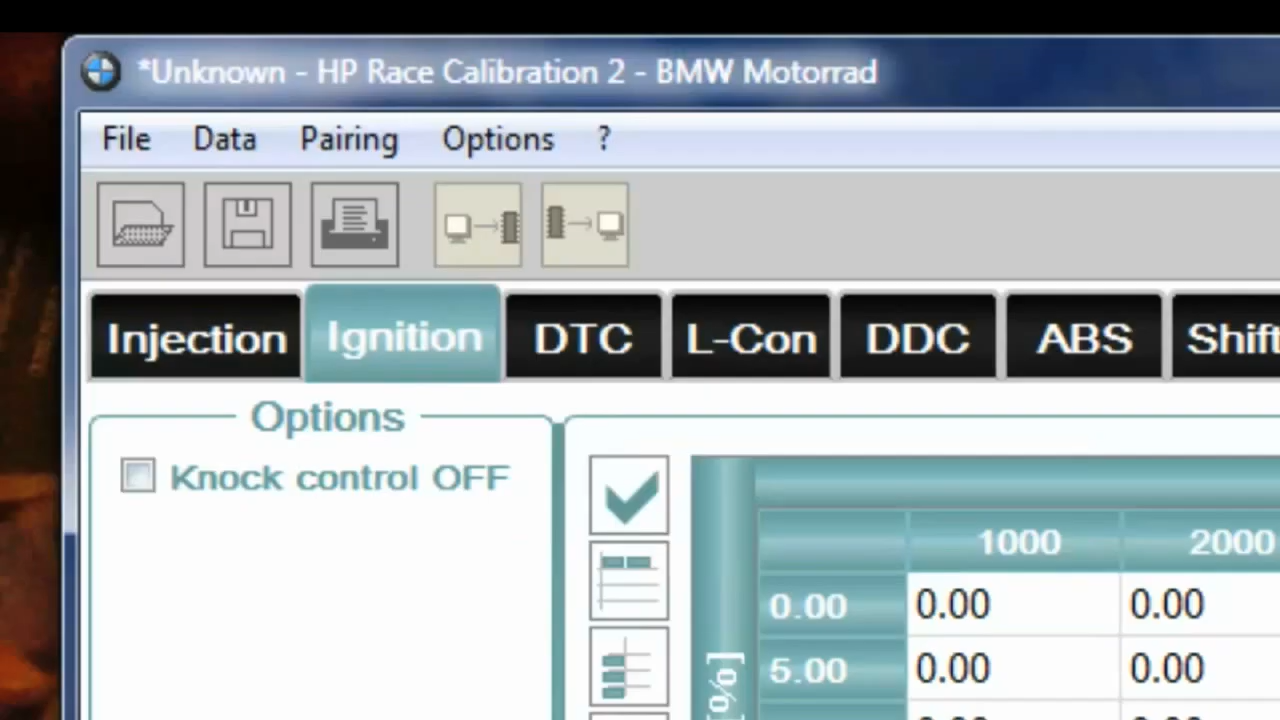 *Unknown - HP Race Calibration 2 - BMW Motorrad
File Data Pairing Options ?
Injection Ignition DTC L-Con DDC ABS Shift
Options
Knock control OFF
1000 2000
0.00 0.00 0.00
5.00 0.00 0.00
[%]